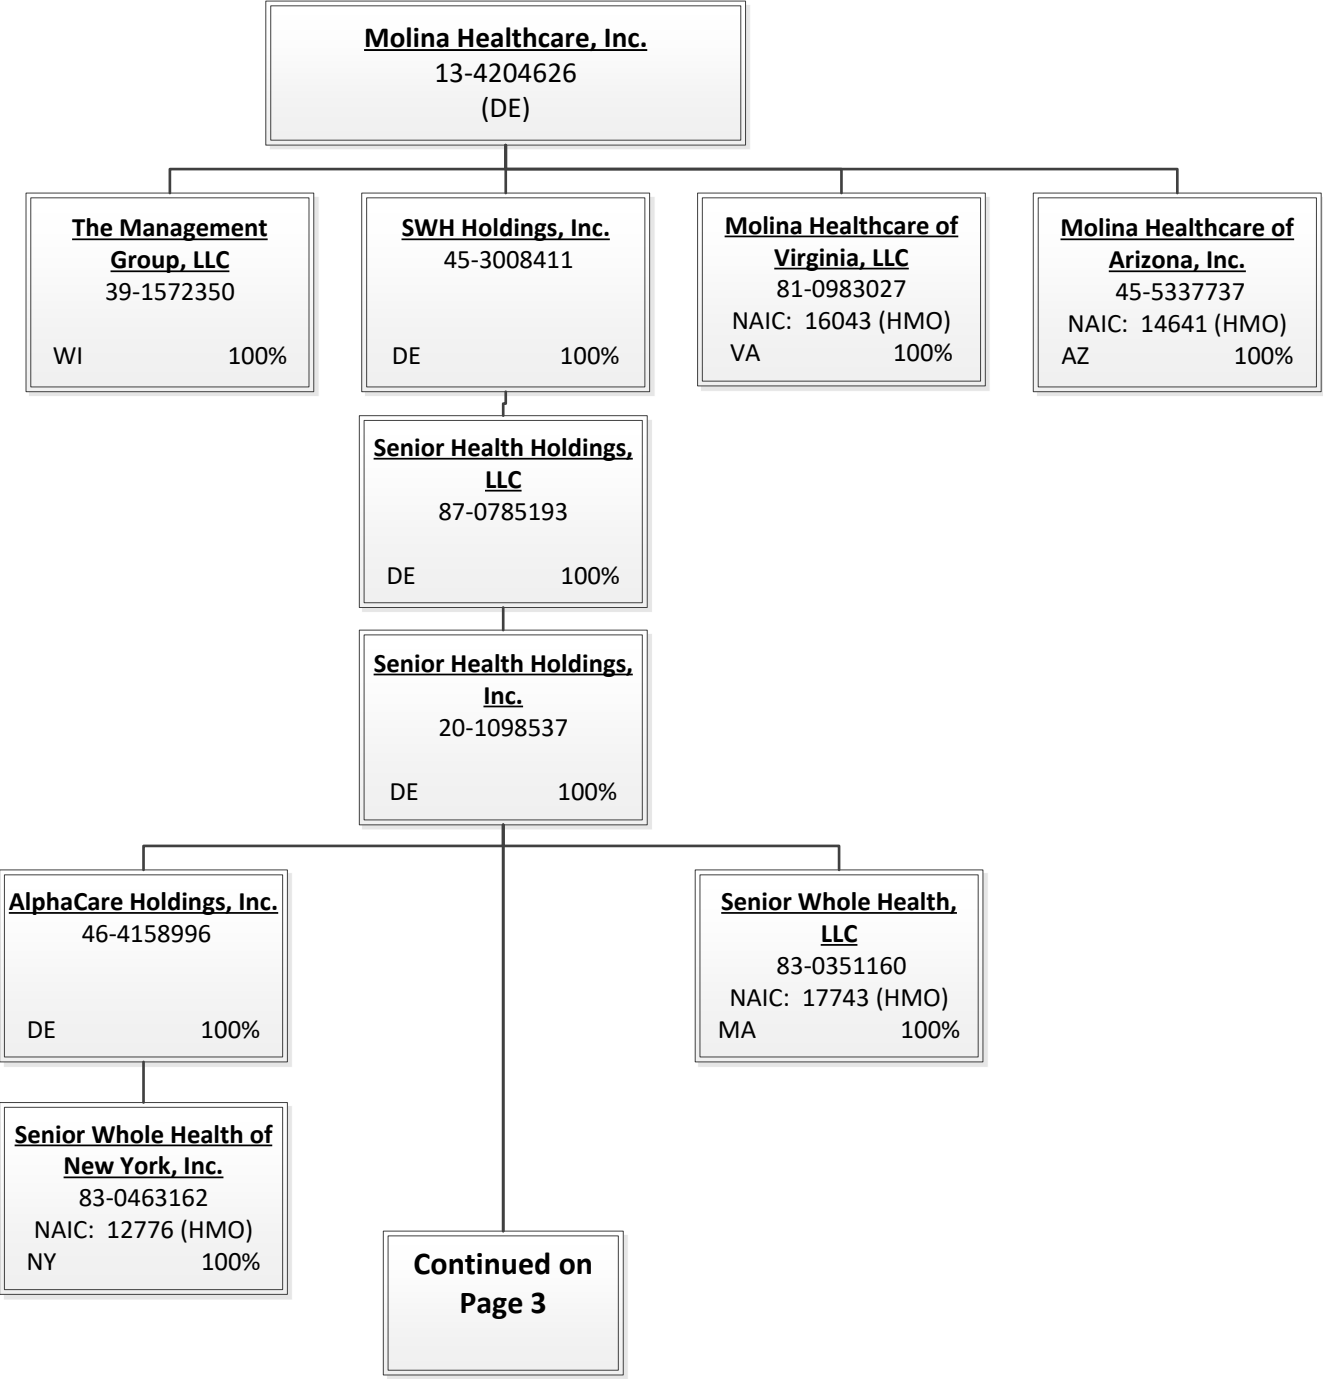 Molina Healthcare, Inc.
13-4204626
(DE)
The Management
Group, LLC
39-1572350
WI 100%
SWH Holdings, Inc.
45-3008411
DE 100%
Molina Healthcare of
Virginia, LLC
81-0983027
NAIC: 16043 (HMO)
VA 100%
Molina Healthcare of
Arizona, Inc.
45-5337737
NAIC: 14641 (HMO)
AZ 100%
Senior Health Holdings,
LLC
87-0785193
DE 100%
Senior Health Holdings,
Inc.
20-1098537
DE 100%
AlphaCare Holdings, Inc.
46-4158996
DE 100%
Senior Whole Health,
LLC
83-0351160
NAIC: 17743 (HMO)
MA 100%
Senior Whole Health of
New York, Inc.
83-0463162
NAIC: 12776 (HMO)
NY 100%
Continued on
Page 3